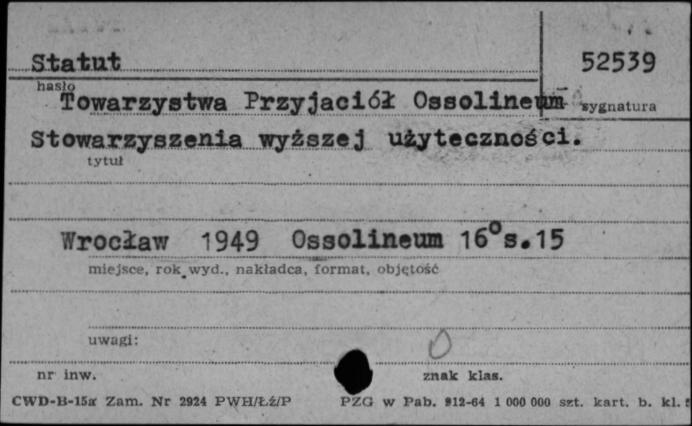 Statut 52539
hasło
Towarzystwa Przyjaciół Ossolineum sygnatura
Stowarzyszenia wyższej użyteczności.
tytuł
Wrocław 1949 Ossolineum 16°s.15
miejsce, rok wyd., nakładca, format, objętość
uwagi:
nr inw. znak klas.
CWD-B-15a Zam. Nr 2924 PWH/Łź/P PZG w Pab. 912-64 1 000 000 szt. kart. b. kl.